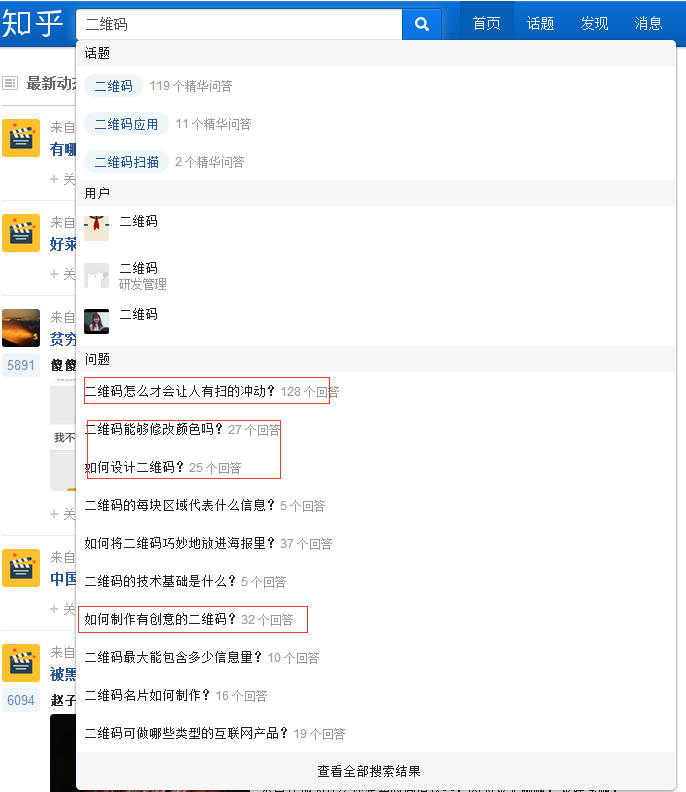 知乎
二维码
首页 话题 发现 消息
话题
最新动
二维码 119 个精华问答
二维码应用 11 个精华问答
二维码扫描 2 个精华问答
用户
二维码
二维码
研发管理
二维码
问题
二维码怎么才会让人有扫的冲动? 128 个回答
二维码能够修改颜色吗? 27 个回答
如何设计二维码? 25 个回答
二维码的每块区域代表什么信息? 5 个回答
如何将二维码巧妙地放进海报里? 37 个回答
二维码的技术基础是什么? 5 个回答
如何制作有创意的二维码? 32 个回答
二维码最大能包含多少信息量? 10 个回答
二维码名片如何制作? 16 个回答
二维码可做哪些类型的互联网产品? 19 个回答
查看全部搜索结果
来自
有哪
+ 关
来自
好莱
+ 关
来自
贫穷
5891
傻傻
我不
+ 关
来自
中国
+ 关
来自
被黑
6094
赵子